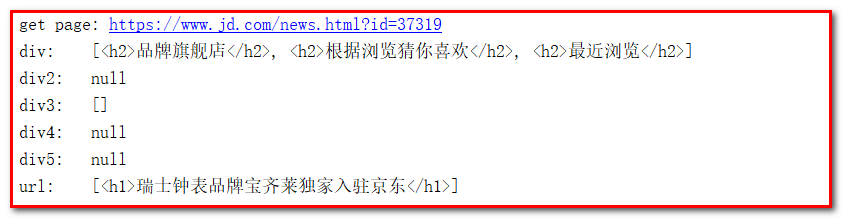 get page: https://www.jd.com/news.html?id=37319
div: [<h2>品牌旗舰店</h2>, <h2>根据浏览猜你喜欢</h2>, <h2>最近浏览</h2>]
div2: null
div3: []
div4: null
div5: null
url: [<h1>瑞士钟表品牌宝齐莱独家入驻京东</h1>]